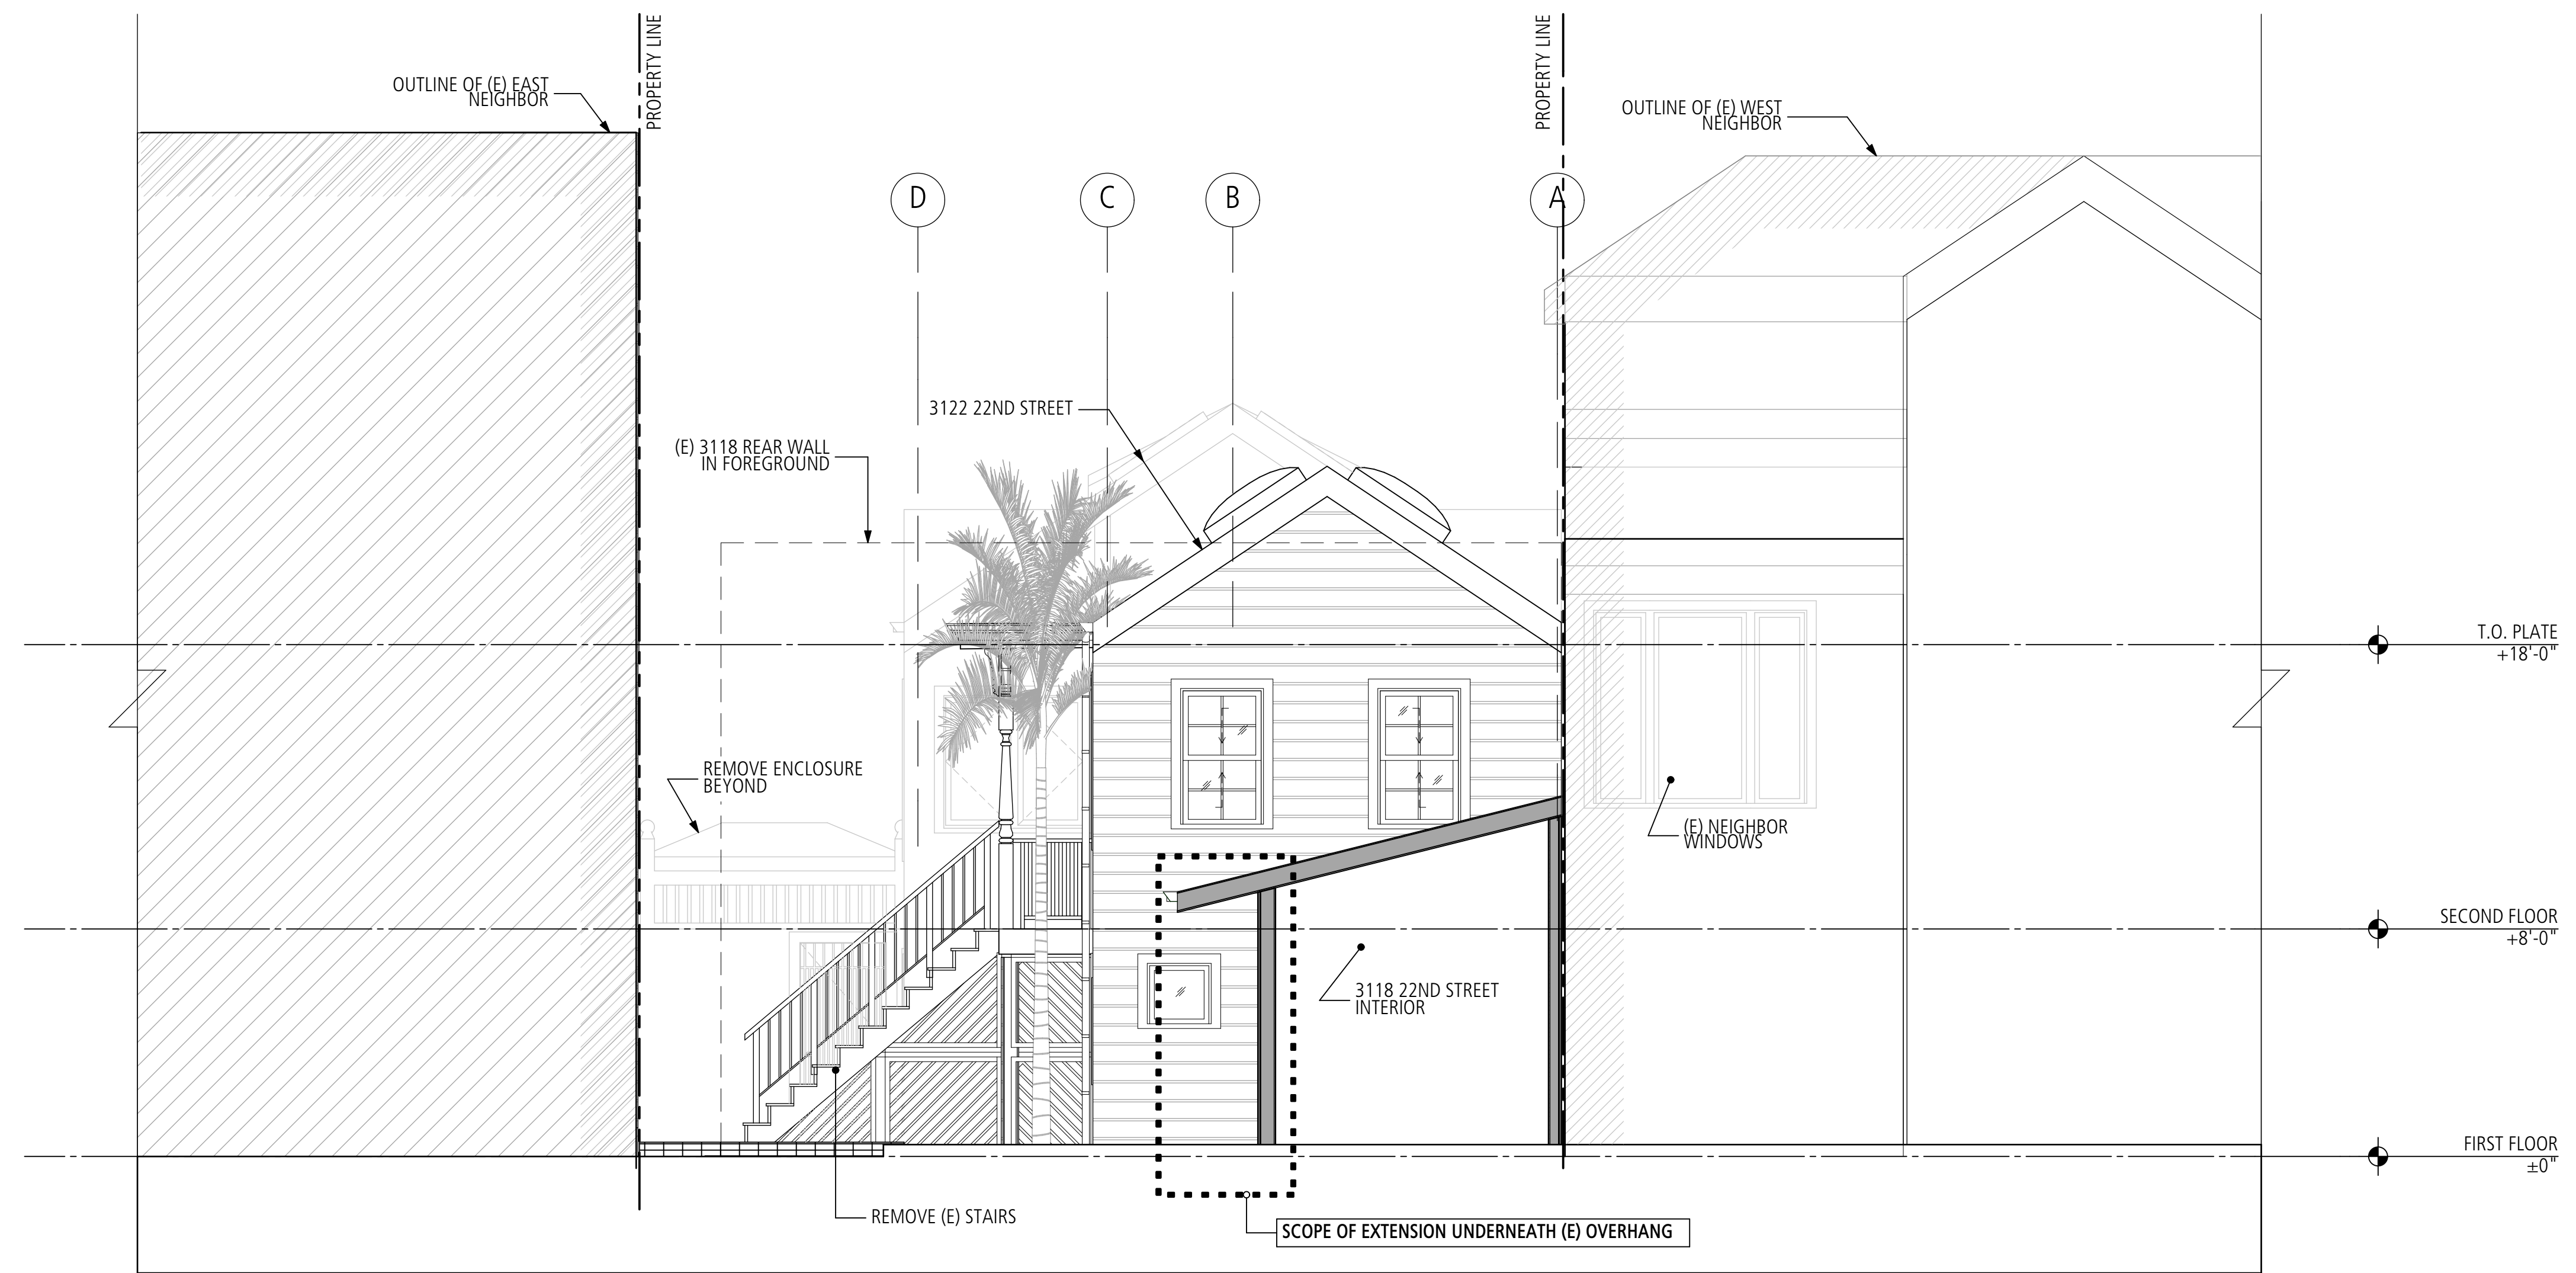 PROPERTY LINE
PROPERTY LINE
OUTLINE OF (E) EAST
NEIGHBOR
OUTLINE OF (E) WEST
NEIGHBOR
D
C
B
A
3122 22ND STREET
(E) 3118 REAR WALL
IN FOREGROUND
T.O. PLATE
+18'-0"
REMOVE ENCLOSURE
BEYOND
(E) NEIGHBOR
WINDOWS
SECOND FLOOR
+8'-0"
3118 22ND STREET
INTERIOR
FIRST FLOOR
±0"
REMOVE (E) STAIRS
SCOPE OF EXTENSION UNDERNEATH (E) OVERHANG